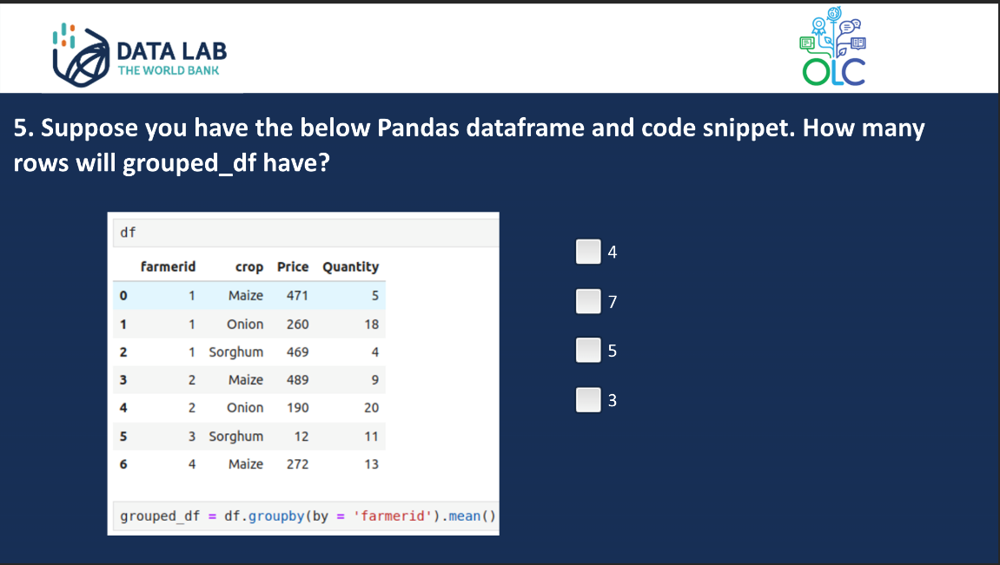 DATA LAB
THE WORLD BANK
OLC
5. Suppose you have the below Pandas dataframe and code snippet. How many
rows will grouped_df have?
df
farmerid crop Price Quantity
0 1 Maize 471 5
1 1 Onion 260 18
2 1 Sorghum 469 4
3 2 Maize 489 9
4 2 Onion 190 20
5 3 Sorghum 12 11
6 4 Maize 272 13
grouped_df = df.groupby(by = 'farmerid').mean()
4
7
5
3